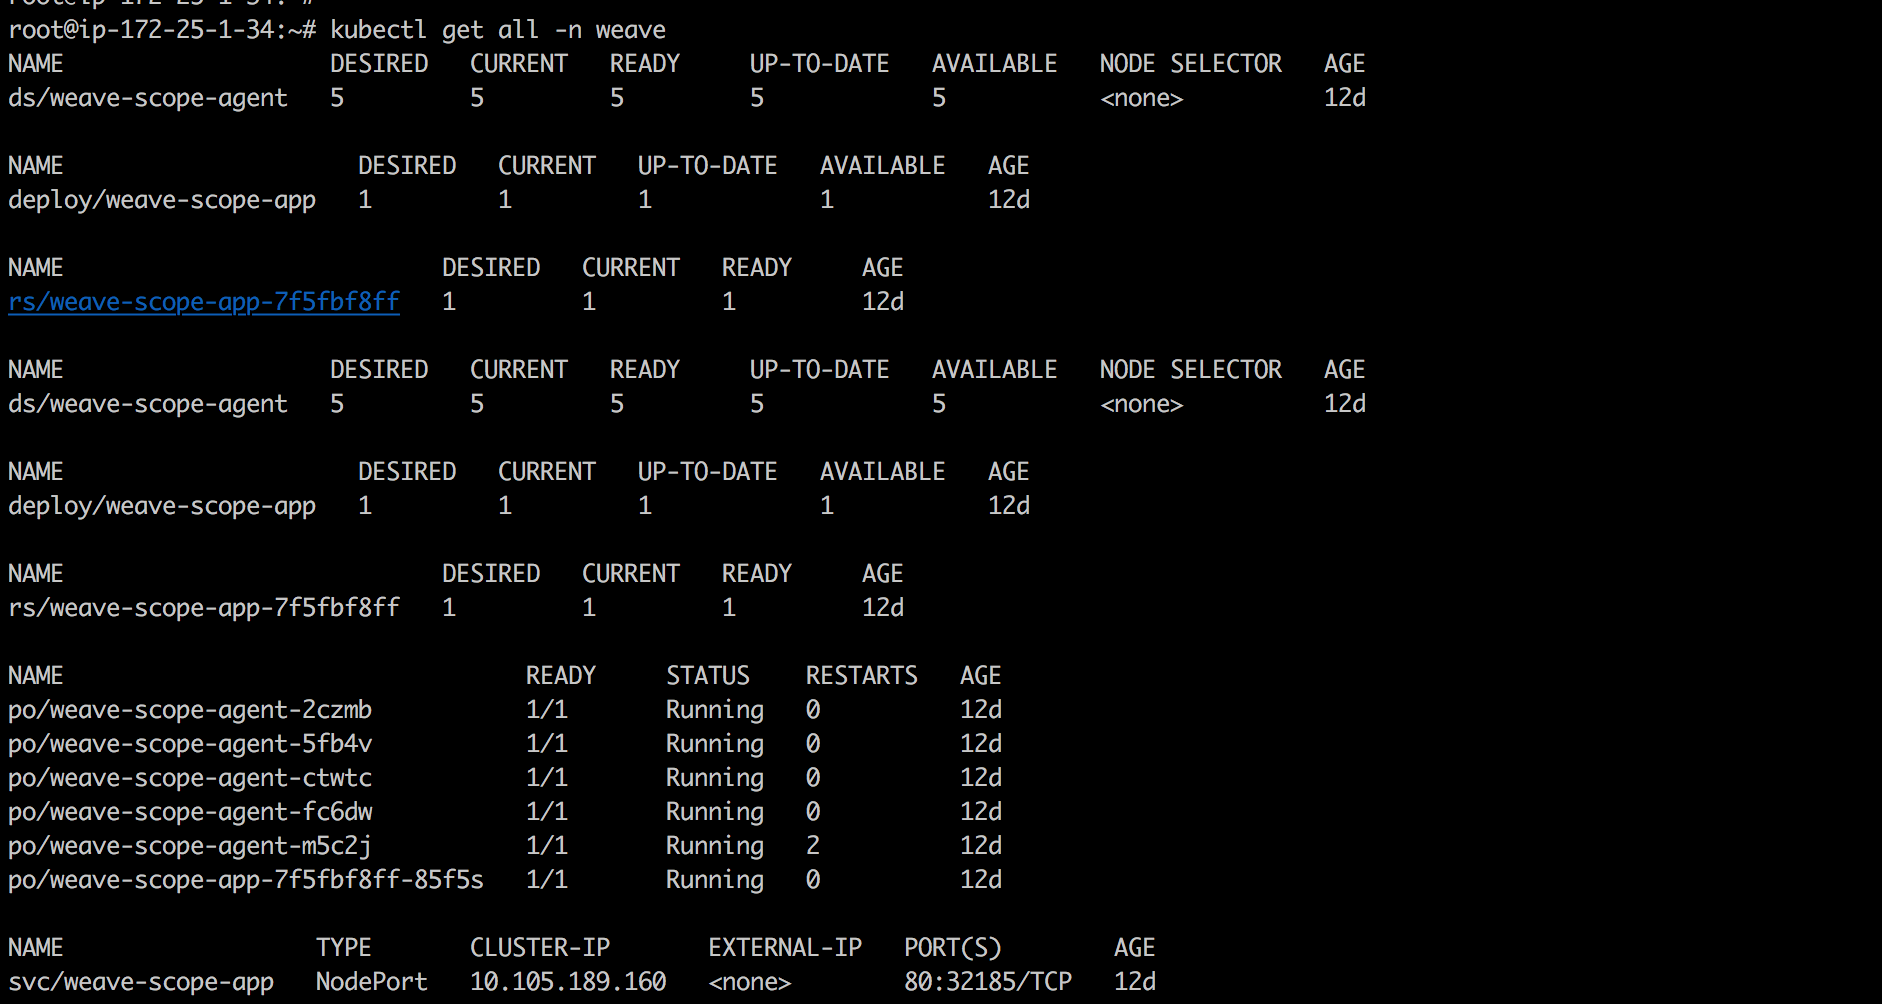 root@ip-172-25-1-34:~#
root@ip-172-25-1-34:~# kubectl get all -n weave
NAME DESIRED CURRENT READY UP-TO-DATE AVAILABLE NODE SELECTOR AGE
ds/weave-scope-agent 5 5 5 5 5 <none> 12d
NAME DESIRED CURRENT UP-TO-DATE AVAILABLE AGE
deploy/weave-scope-app 1 1 1 1 12d
NAME DESIRED CURRENT READY AGE
rs/weave-scope-app-7f5fbf8ff 1 1 1 12d
NAME DESIRED CURRENT READY UP-TO-DATE AVAILABLE NODE SELECTOR AGE
ds/weave-scope-agent 5 5 5 5 5 <none> 12d
NAME DESIRED CURRENT UP-TO-DATE AVAILABLE AGE
deploy/weave-scope-app 1 1 1 1 12d
NAME DESIRED CURRENT READY AGE
rs/weave-scope-app-7f5fbf8ff 1 1 1 12d
NAME READY STATUS RESTARTS AGE
po/weave-scope-agent-2czmb 1/1 Running 0 12d
po/weave-scope-agent-5fb4v 1/1 Running 0 12d
po/weave-scope-agent-ctwtc 1/1 Running 0 12d
po/weave-scope-agent-fc6dw 1/1 Running 0 12d
po/weave-scope-agent-m5c2j 1/1 Running 2 12d
po/weave-scope-app-7f5fbf8ff-85f5s 1/1 Running 0 12d
NAME TYPE CLUSTER-IP EXTERNAL-IP PORT(S) AGE
svc/weave-scope-app NodePort 10.105.189.160 <none> 80:32185/TCP 12d